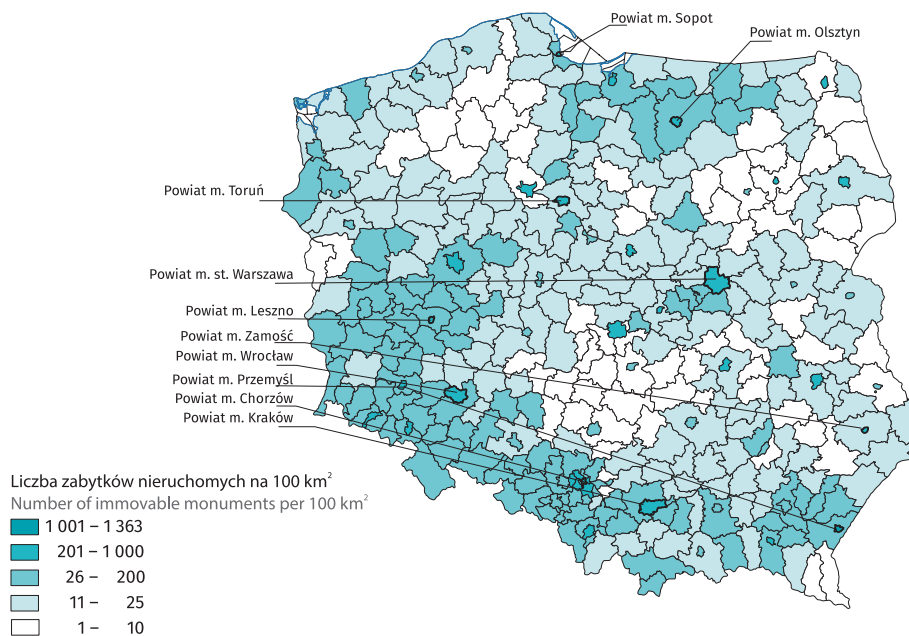 Powiat m. Sopot
Powiat m. Olsztyn
Powiat m. Toruń
Powiat m. st. Warszawa
Powiat m. Leszno
Powiat m. Zamość
Powiat m. Wrocław
Powiat m. Przemyśl
Powiat m. Chorzów
Powiat m. Kraków
Liczba zabytków nieruchomych na 100 km²
Number of immovable monuments per 100 km²
1 001 – 1 363
201 – 1 000
26 – 200
11 – 25
1 – 10